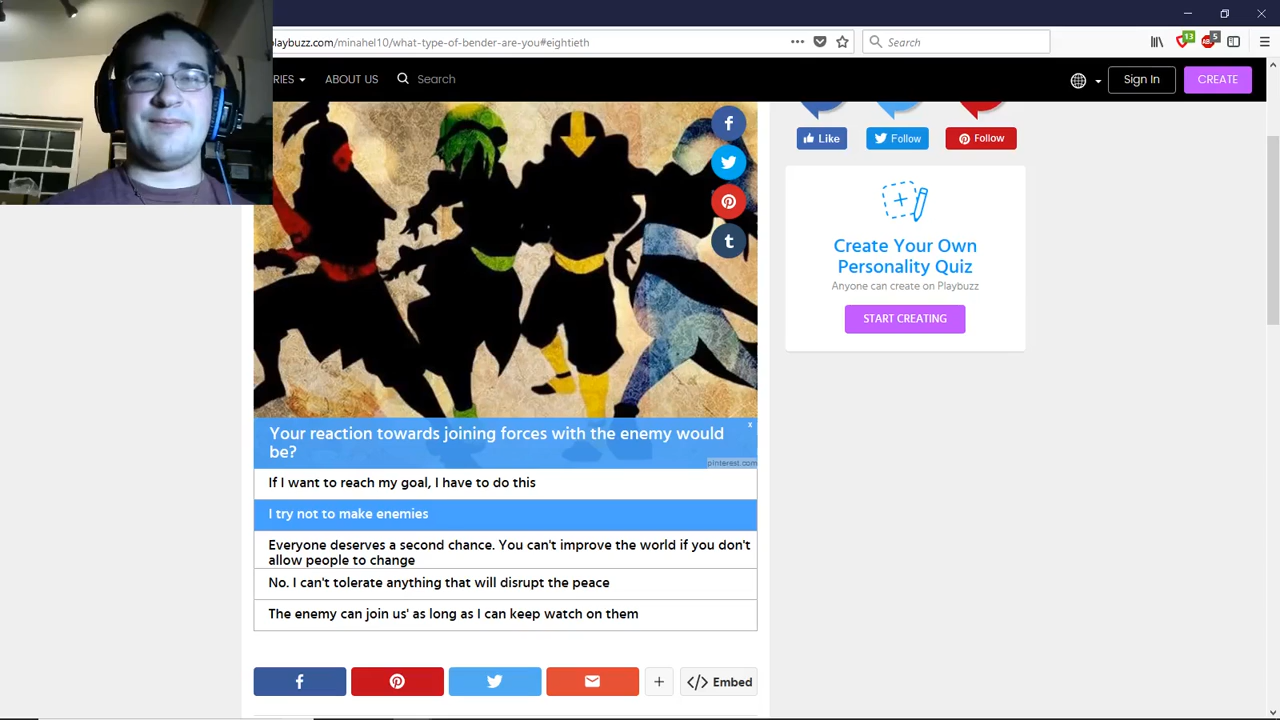 playbuzz.com/minahel10/what-type-of-bender-are-you#eightieth
Search
13
5
RIES
ABOUT US
Search
Sign In
CREATE
f
t
Like
Follow
Follow
Create Your Own
Personality Quiz
Anyone can create on Playbuzz
START CREATING
Your reaction towards joining forces with the enemy would
be?
x
pinterest.com
If I want to reach my goal, I have to do this
I try not to make enemies
Everyone deserves a second chance. You can't improve the world if you don't
allow people to change
No. I can't tolerate anything that will disrupt the peace
The enemy can join us' as long as I can keep watch on them
f
+
</> Embed